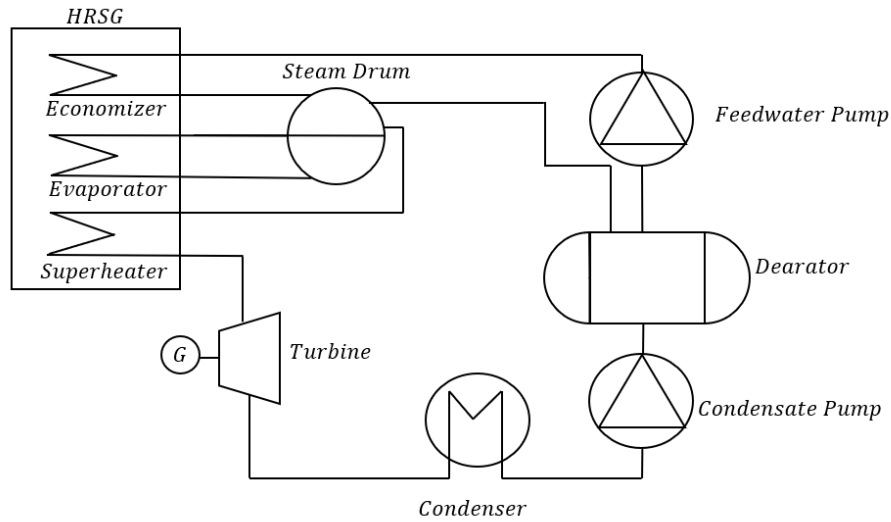 HRSG
Steam Drum
Economizer
Feedwater Pump
Evaporator
Superheater
Dearator
G
Turbine
Condensate Pump
Condenser